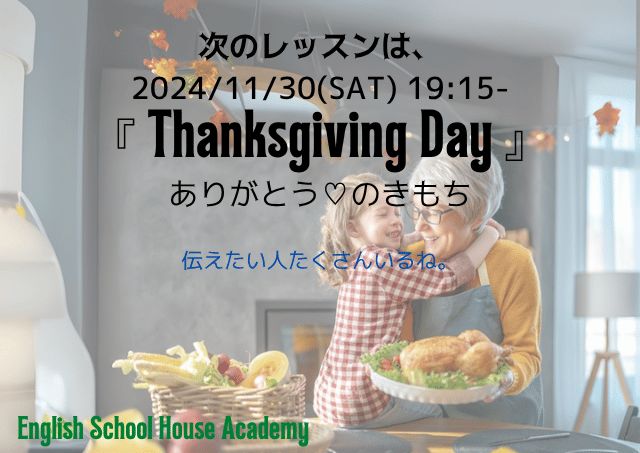 次のレッスンは、
2024/11/30(SAT) 19:15-
『 Thanksgiving Day 』
ありがとう♡のきもち
伝えたい人たくさんいるね。
English School House Academy